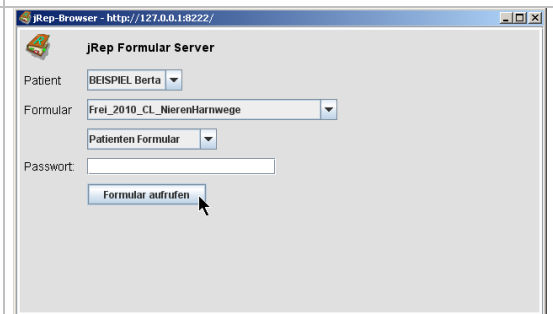 jRep-Browser - http://127.0.0.1:8222/
jRep Formular Server
Patient BEISPIEL Berta
Formular Frei_2010_CL_NierenHarnwege
Patienten Formular
Passwort:
Formular aufrufen